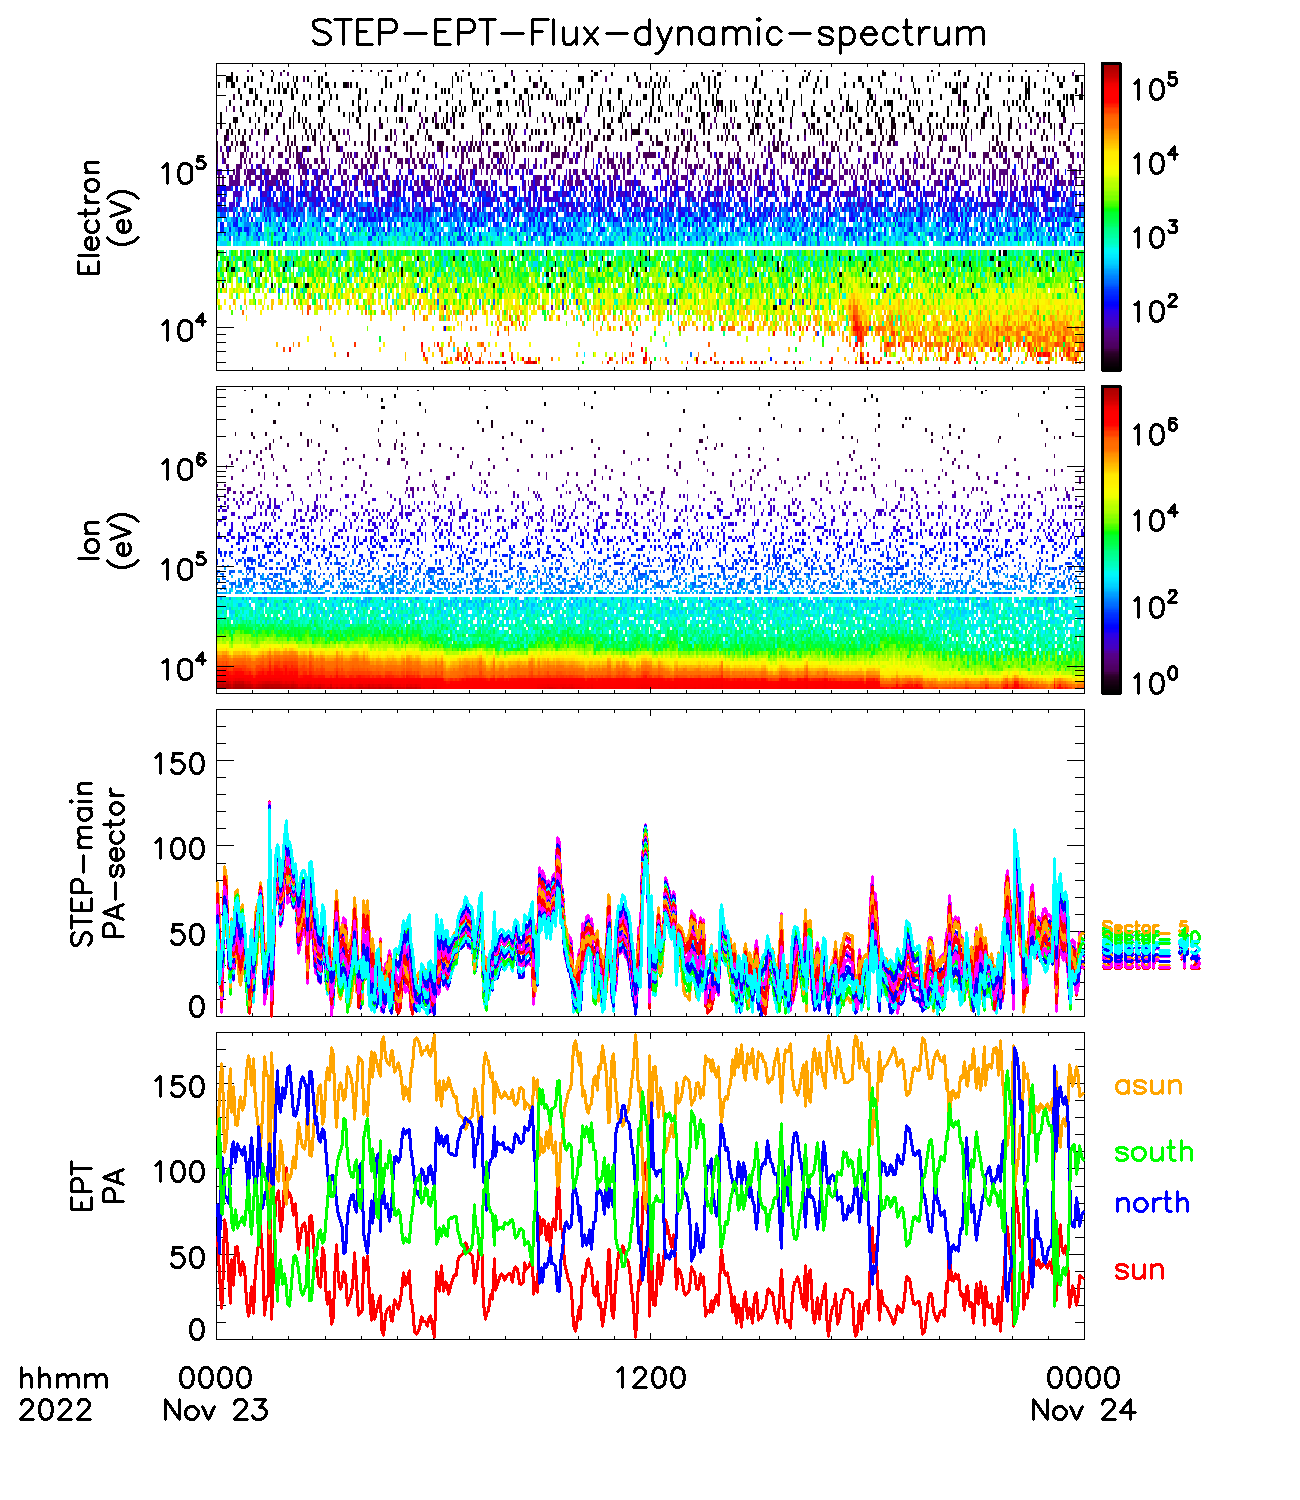 STEP-EPT-Flux-dynamic-spectrum
Electron
(eV)
10^5
10^4
10^5
10^4
10^3
10^2
Ion
(eV)
10^6
10^5
10^4
10^6
10^4
10^2
10^0
STEP-main
PA-sector
150
100
50
0
Sector= 5
EPT
PA
150
100
50
0
asun
south
north
sun
hhmm
2022
0000
Nov 23
1200
0000
Nov 24